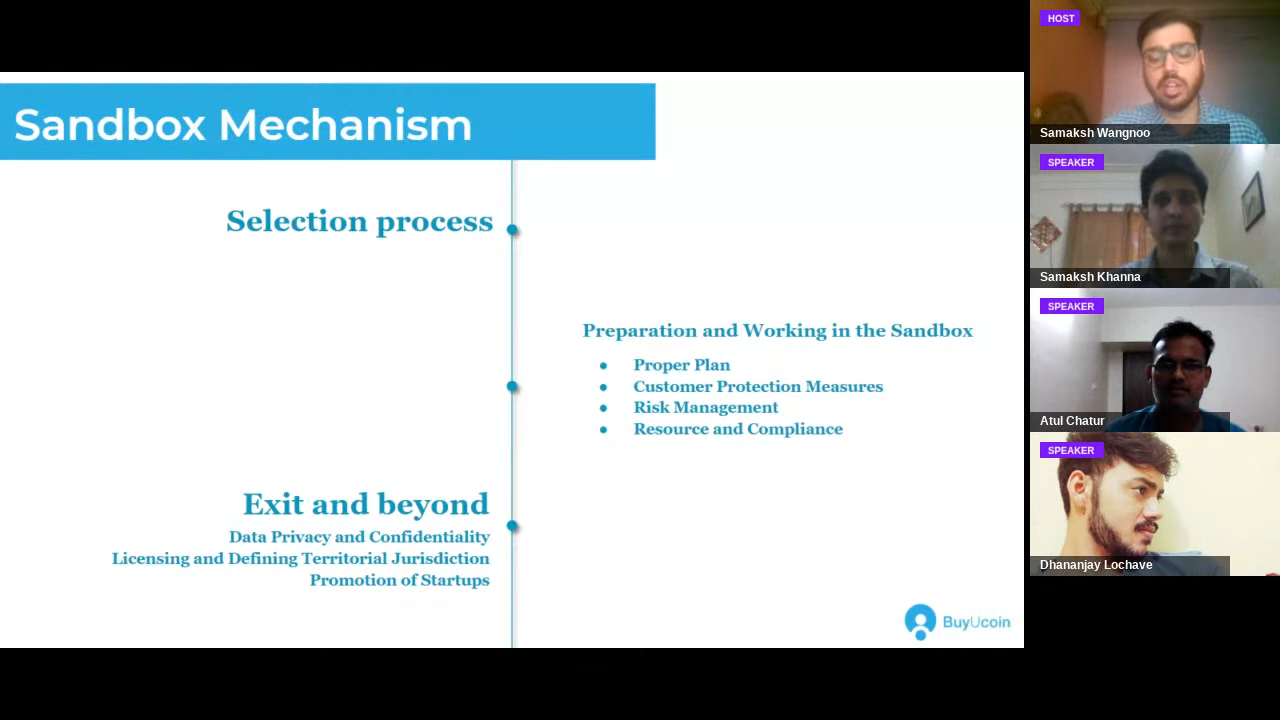 Sandbox Mechanism
Selection process
Preparation and Working in the Sandbox
● Proper Plan
● Customer Protection Measures
● Risk Management
● Resource and Compliance
Exit and beyond
Data Privacy and Confidentiality
Licensing and Defining Territorial Jurisdiction
Promotion of Startups
BuyUcoin
HOST
Samaksh Wangnoo
SPEAKER
Samaksh Khanna
SPEAKER
Atul Chatur
SPEAKER
Dhananjay Lochave